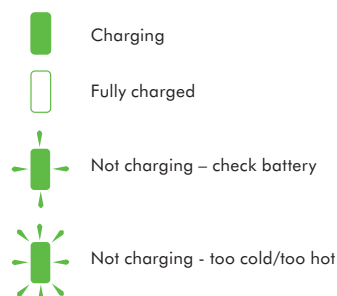 Charging
Fully charged
Not charging – check battery
Not charging - too cold/too hot